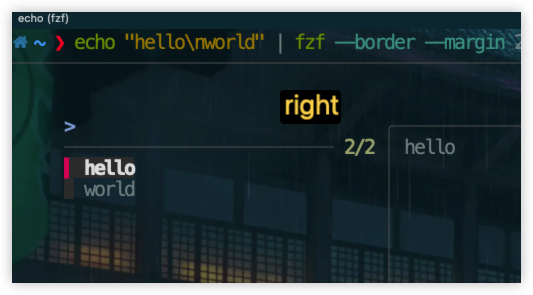 echo (fzf)
~ ❯ echo "hello\nworld" | fzf --border --margin 2
right
>
2/2
hello
hello
world